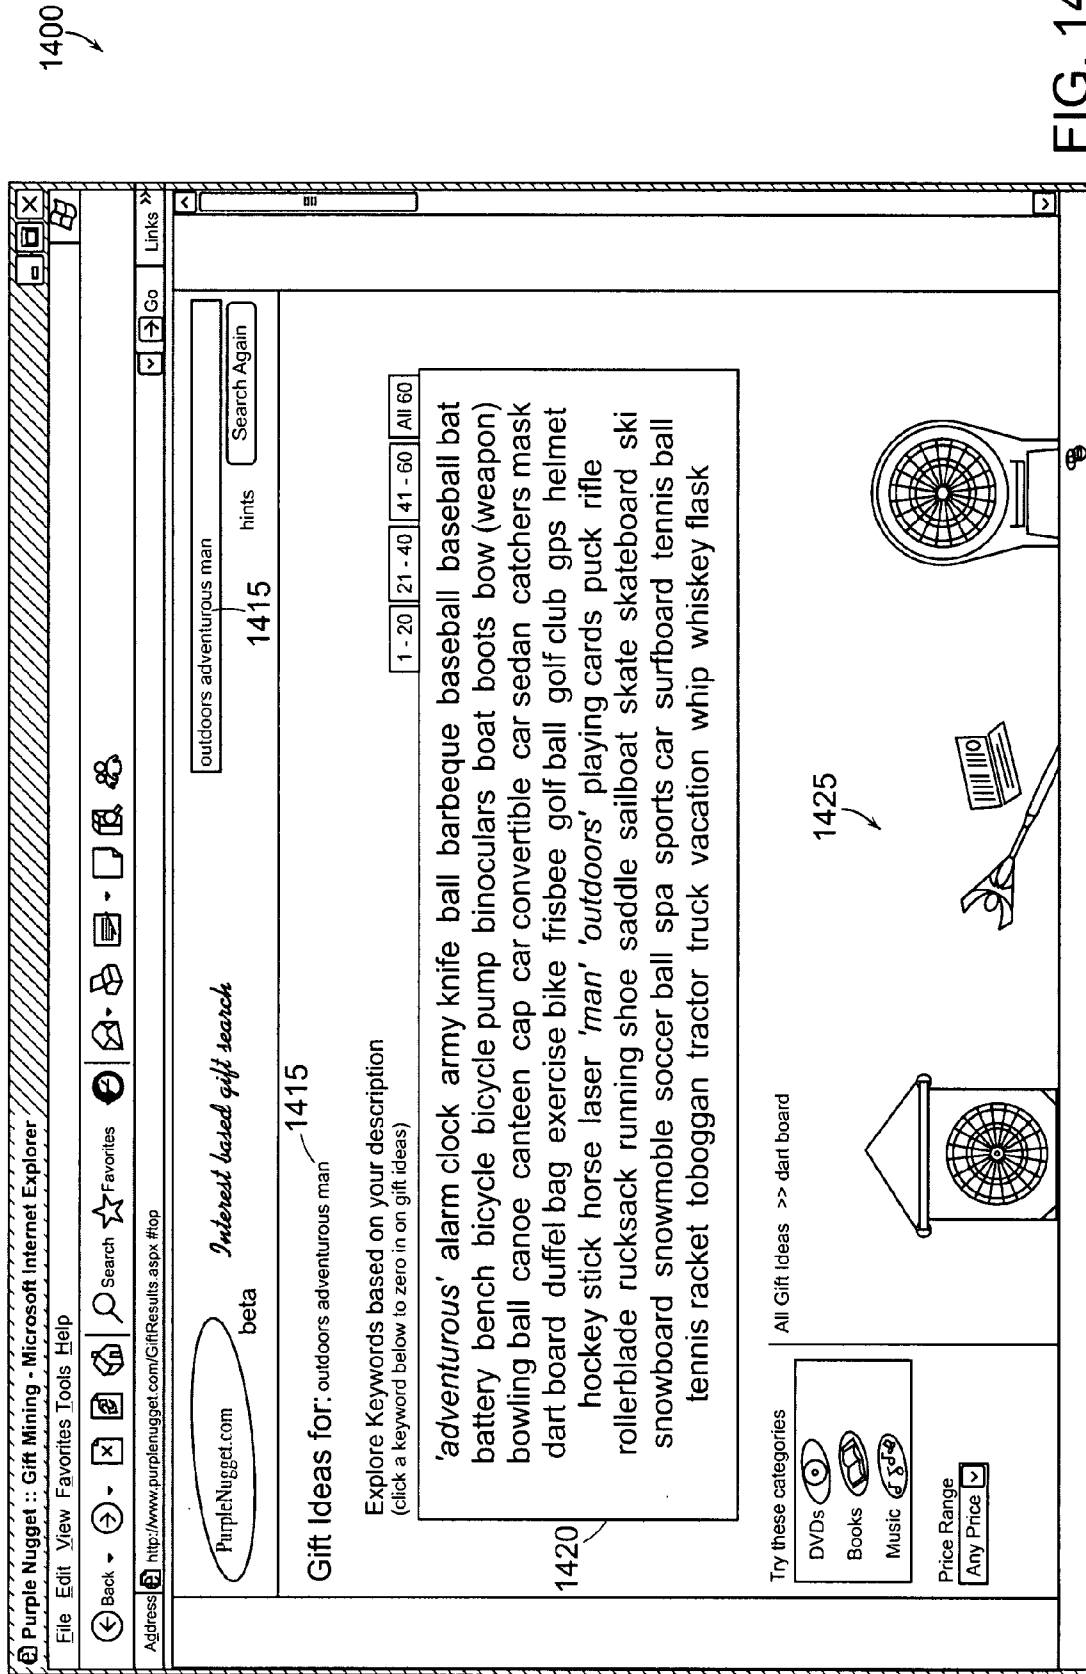 1400
Purple Nugget :: Gift Mining - Microsoft Internet Explorer
File Edit View Favorites Tools Help
Back Search Favorites
Address http://www.purplenugget.com/GiftResults.aspx #top Go Links >>
PurpleNugget.com
beta
Interest based gift search
outdoors adventurous man
1415
hints
Search Again
Gift Ideas for: outdoors adventurous man
1415
Explore Keywords based on your description
(click a keyword below to zero in on gift ideas)
1 - 20 21 - 40 41 - 60 All 60
'adventurous' alarm clock army knife ball barbeque baseball baseball bat
battery bench bicycle bicycle pump binoculars boat boots bow (weapon)
bowling ball canoe canteen cap car convertible car sedan catchers mask
dart board duffel bag exercise bike frisbee golf ball golf club gps helmet
hockey stick horse laser 'man' 'outdoors' playing cards puck rifle
rollerblade rucksack running shoe saddle sailboat skate skateboard ski
snowboard snowmobile soccer ball spa sports car surfboard tennis ball
tennis racket toboggan tractor truck vacation whip whiskey flask
1420
Try these categories
DVDs
Books
Music
Price Range
Any Price
All Gift Ideas >> dart board
1425
FIG. 14